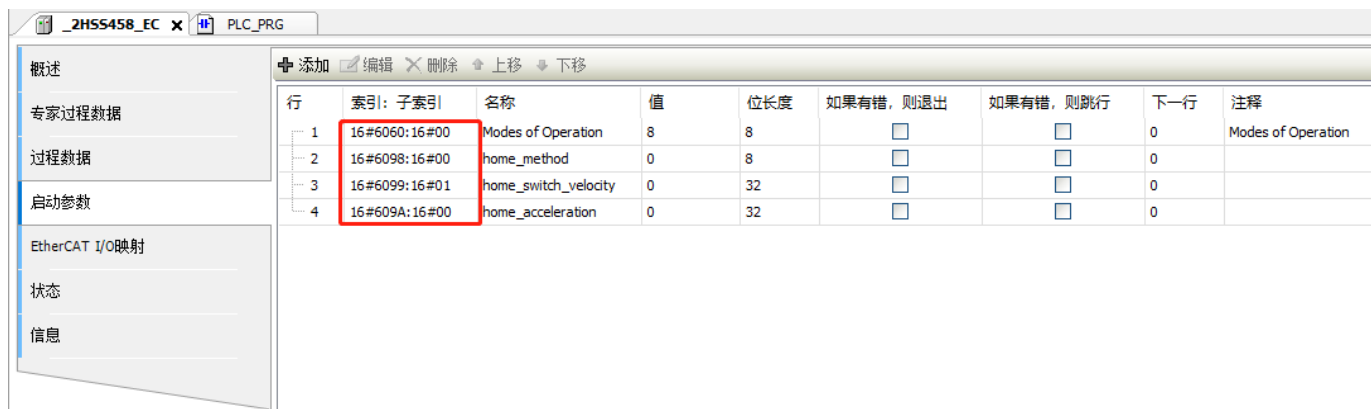 _2HSS458_EC X PLC_PRG
概述
专家过程数据
过程数据
启动参数
EtherCAT I/O映射
状态
信息
添加 编辑 删除 上移 下移
行 索引：子索引 名称 值 位长度 如果有错，则退出 如果有错，则跳行 下一行 注释
1 16#6060:16#00 Modes of Operation 8 8 0 Modes of Operation
2 16#6098:16#00 home_method 0 8 0
3 16#6099:16#01 home_switch_velocity 0 32 0
4 16#609A:16#00 home_acceleration 0 32 0